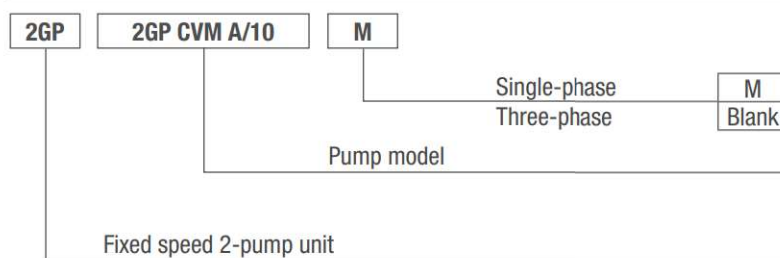 2GP 2GP CVM A/10 M
Single-phase M
Three-phase Blank
Pump model
Fixed speed 2-pump unit